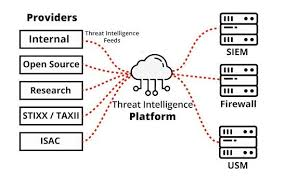 Providers
Internal
Open Source
Research
STIXX / TAXII
ISAC
Threat Intelligence
Feeds
Threat Intelligence
Platform
SIEM
Firewall
USM